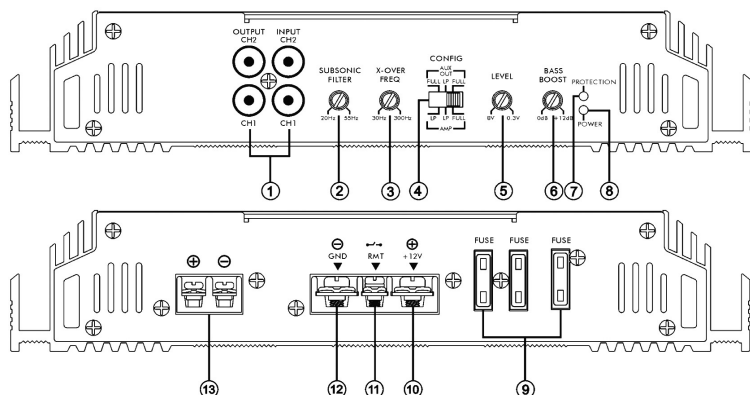 OUTPUT CH2
INPUT CH2
CH1
CH1
SUBSONIC FILTER
20Hz 55Hz
X-OVER FREQ
30Hz 300Hz
CONFIG
AUX OUT
FULL LP FULL
LP LP FULL
AMP
LEVEL
8V 0.3V
BASS BOOST
0dB +12dB
PROTECTION
POWER
1
2
3
4
5
6
7
8
⊕ ⊖
⊖ GND
RMT
⊕ +12V
FUSE
FUSE
FUSE
13
12
11
10
9